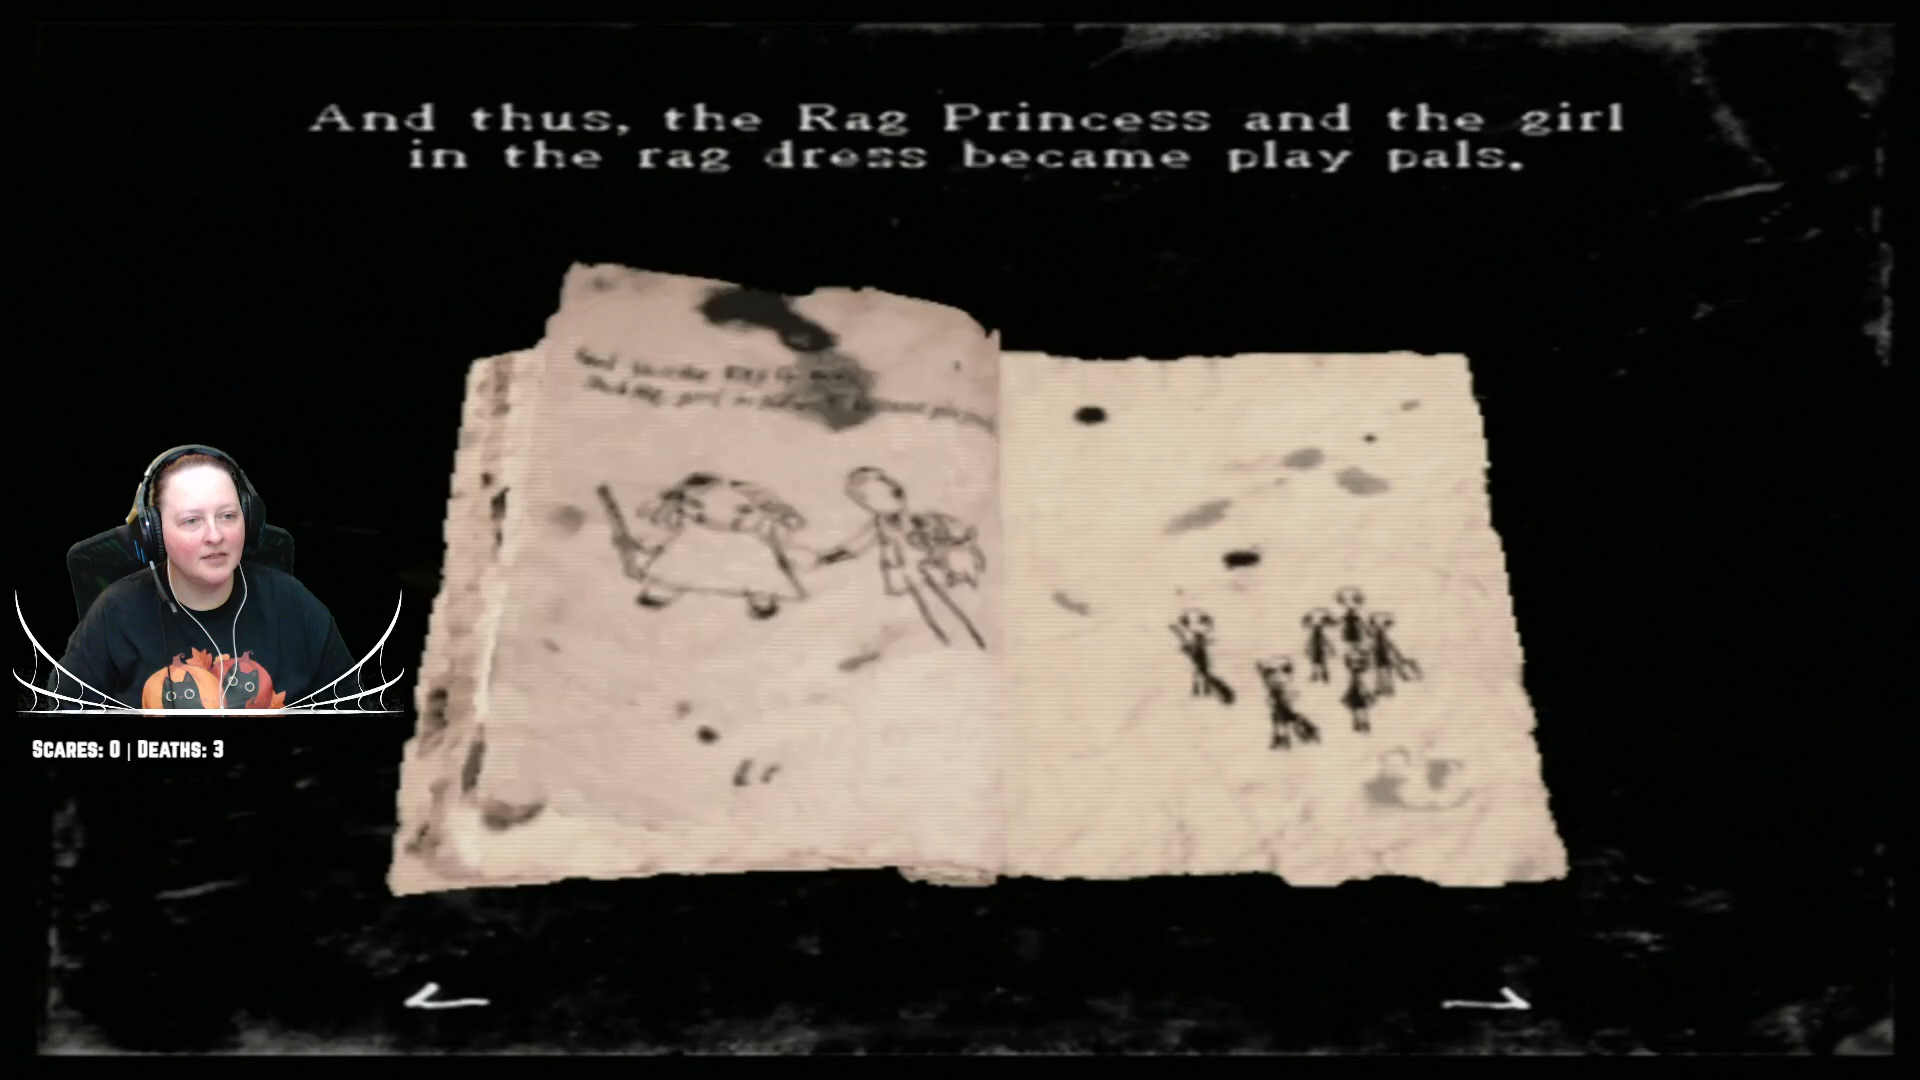 And thus, the Rag Princess and the girl
in the rag dress became play pals.
Scares: 0 | Deaths: 3